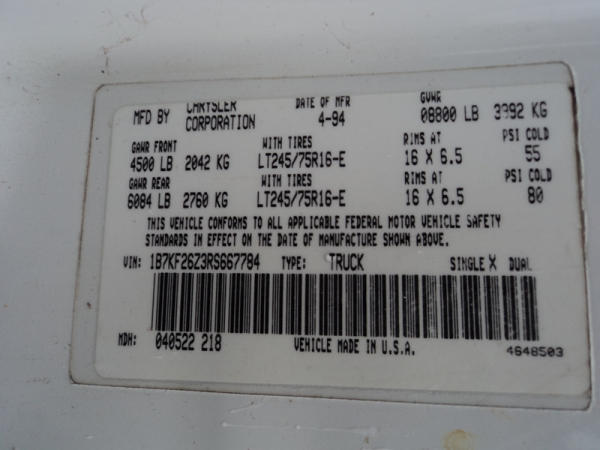 MFD BY CHRYSLER CORPORATION DATE OF MFR 4-94 GVWR 08800 LB 3992 KG
GAWR FRONT WITH TIRES RIMS AT PSI COLD
4500 LB 2042 KG LT245/75R16-E 16 X 6.5 55
GAWR REAR WITH TIRES RIMS AT PSI COLD
6084 LB 2760 KG LT245/75R16-E 16 X 6.5 80
THIS VEHICLE CONFORMS TO ALL APPLICABLE FEDERAL MOTOR VEHICLE SAFETY
STANDARDS IN EFFECT ON THE DATE OF MANUFACTURE SHOWN ABOVE.
VIN: 1B7KF26Z3RS667784 TYPE: TRUCK SINGLE X DUAL
MDH: 040522 218 VEHICLE MADE IN U.S.A. 4648503